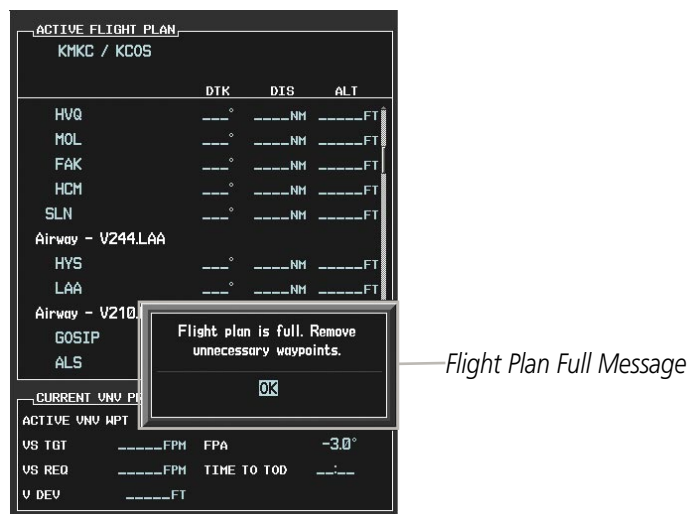 ACTIVE FLIGHT PLAN
KMKC / KCOS
DTK DIS ALT
HVQ ___° ____NM _____FT
MOL ___° ____NM _____FT
FAK ___° ____NM _____FT
HCM ___° ____NM _____FT
SLN ___° ____NM _____FT
Airway - V244.LAA
HYS ___° ____NM _____FT
LAA ___° ____NM _____FT
Airway - V210.
GOSIP
ALS
Flight plan is full. Remove
unnecessary waypoints.
OK
Flight Plan Full Message
CURRENT VNV
ACTIVE VNV WPT
VS TGT _____FPM FPA -3.0°
VS REQ _____FPM TIME TO TOD __:__
V DEV _____FT